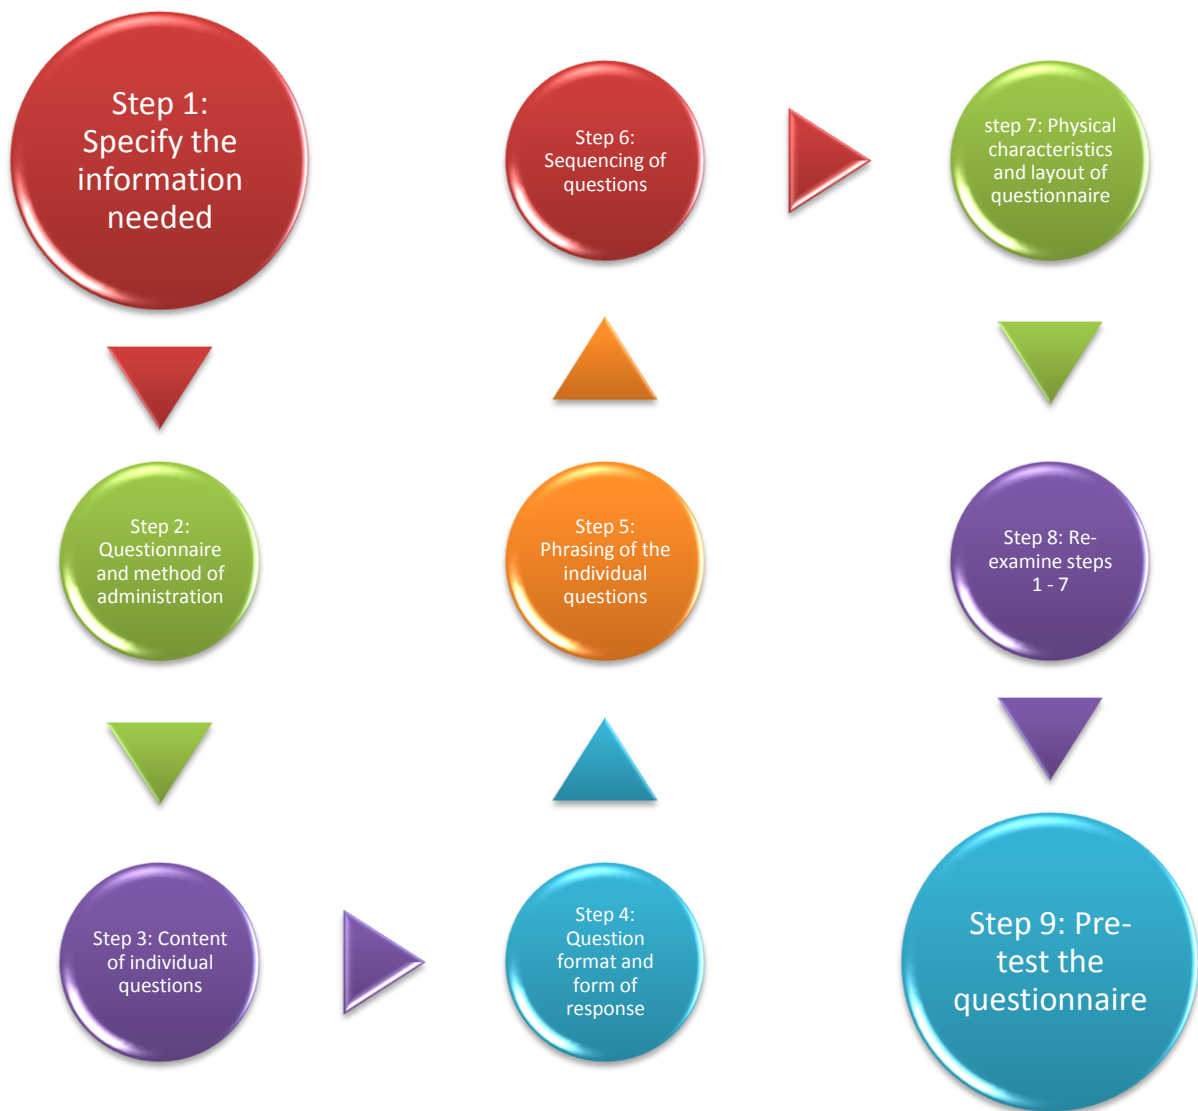 Step 1:
Specify the
information
needed
Step 2:
Questionnaire
and method of
administration
Step 3: Content
of individual
questions
Step 4:
Question
format and
form of
response
Step 5:
Phrasing of the
individual
questions
Step 6:
Sequencing of
questions
step 7: Physical
characteristics
and layout of
questionnaire
Step 8: Re-
examine steps
1 - 7
Step 9: Pre-
test the
questionnaire